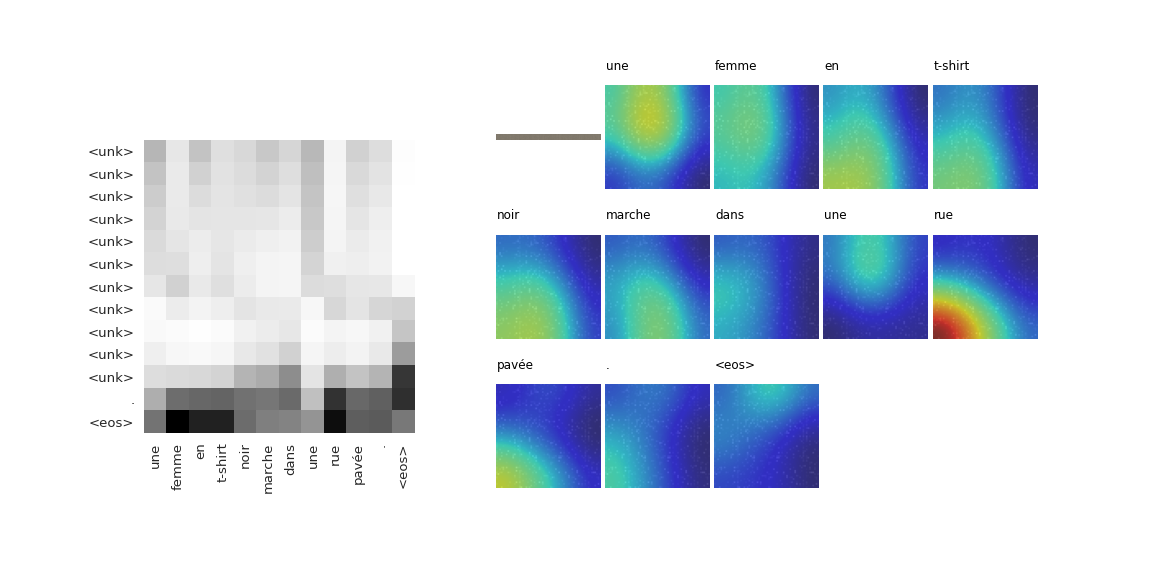 <unk>
<unk>
<unk>
<unk>
<unk>
<unk>
<unk>
<unk>
<unk>
<unk>
<unk>
.
<eos>
une femme en t-shirt noir marche dans une rue pavée . <eos>
une femme en t-shirt
noir marche dans une rue
pavée . <eos>